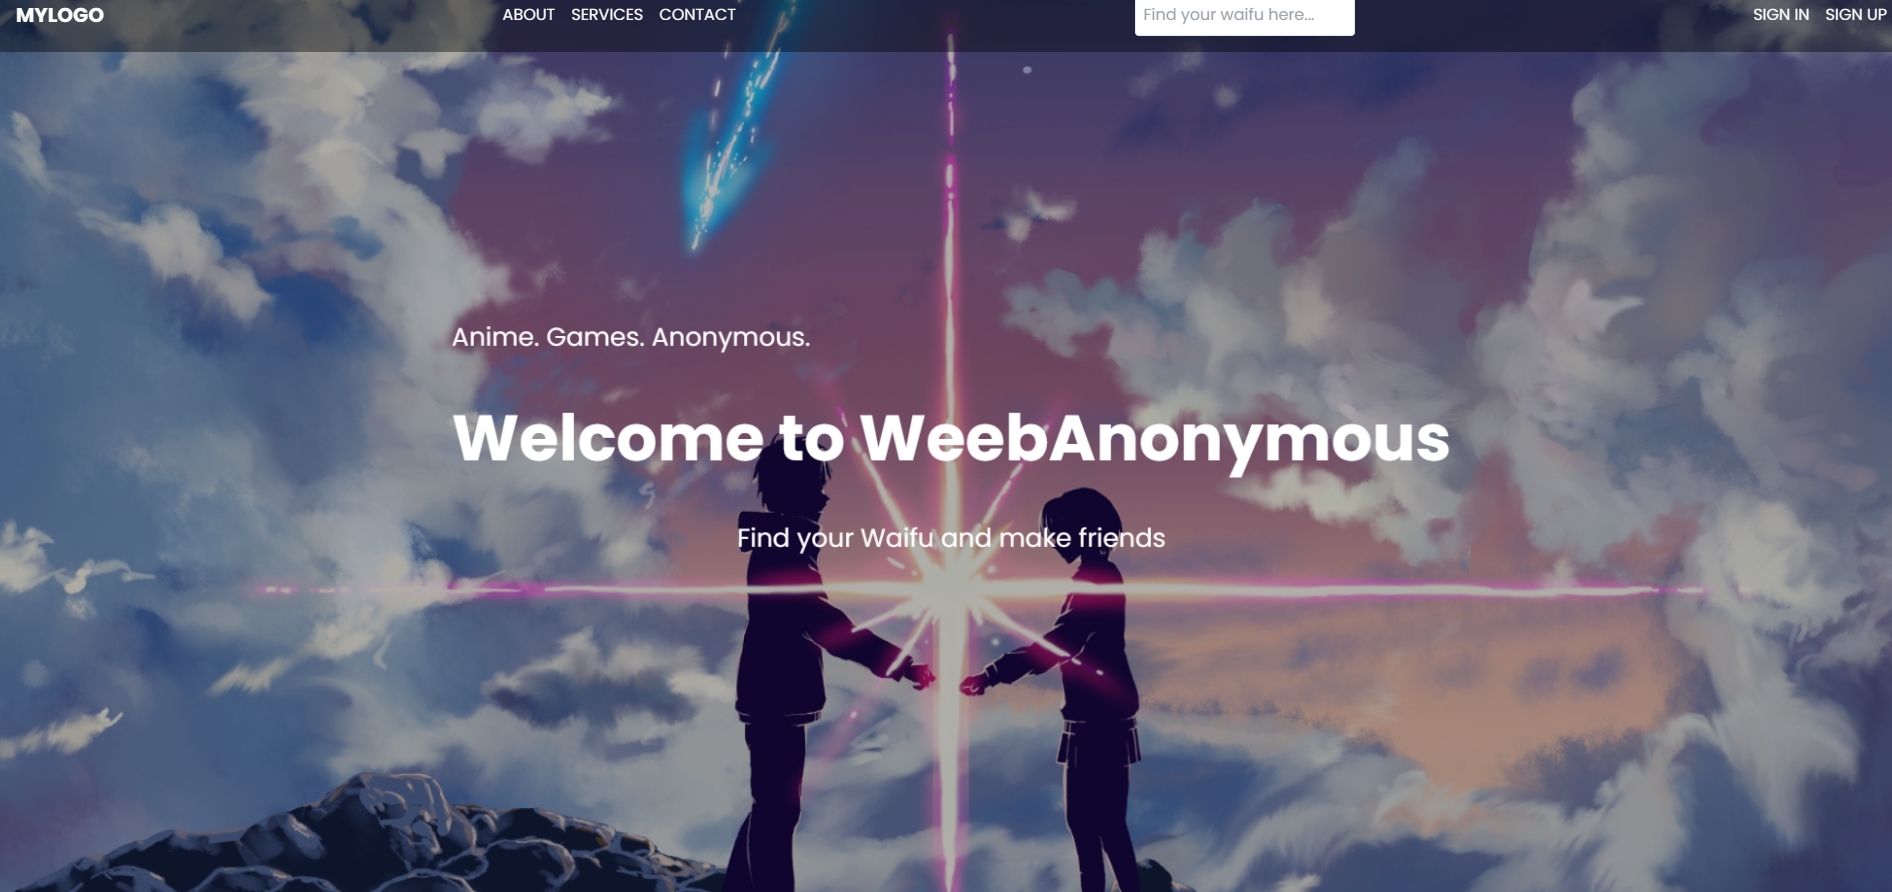 MYLOGO ABOUT SERVICES CONTACT Find your waifu here... SIGN IN SIGN UP
Anime. Games. Anonymous.
Welcome to WeebAnonymous
Find your Waifu and make friends